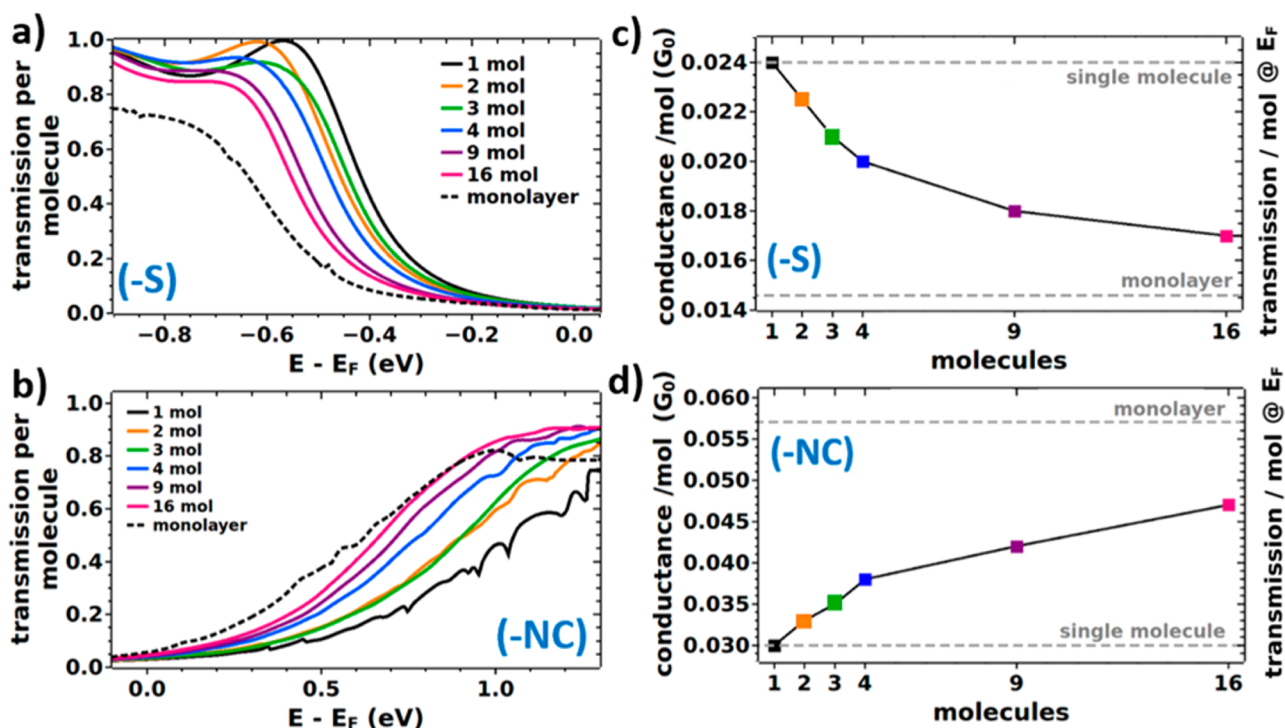 a)
1.0
0.8
0.6
0.4
0.2
0.0
transmission per
molecule
1 mol
2 mol
3 mol
4 mol
9 mol
16 mol
monolayer
(-S)
−0.8
−0.6
−0.4
−0.2
0.0
E - EF (eV)
c)
conductance /mol (G0)
0.024
0.022
0.020
0.018
0.016
0.014
single molecule
monolayer
(-S)
1
2
3
4
9
16
molecules
transmission / mol @ EF
b)
1.0
0.8
0.6
0.4
0.2
0.0
transmission per
molecule
1 mol
2 mol
3 mol
4 mol
9 mol
16 mol
monolayer
(-NC)
0.0
0.5
1.0
E - EF (eV)
d)
conductance /mol (G0)
0.060
0.055
0.050
0.045
0.040
0.035
0.030
monolayer
(-NC)
single molecule
1
2
3
4
9
16
molecules
transmission / mol @ EF